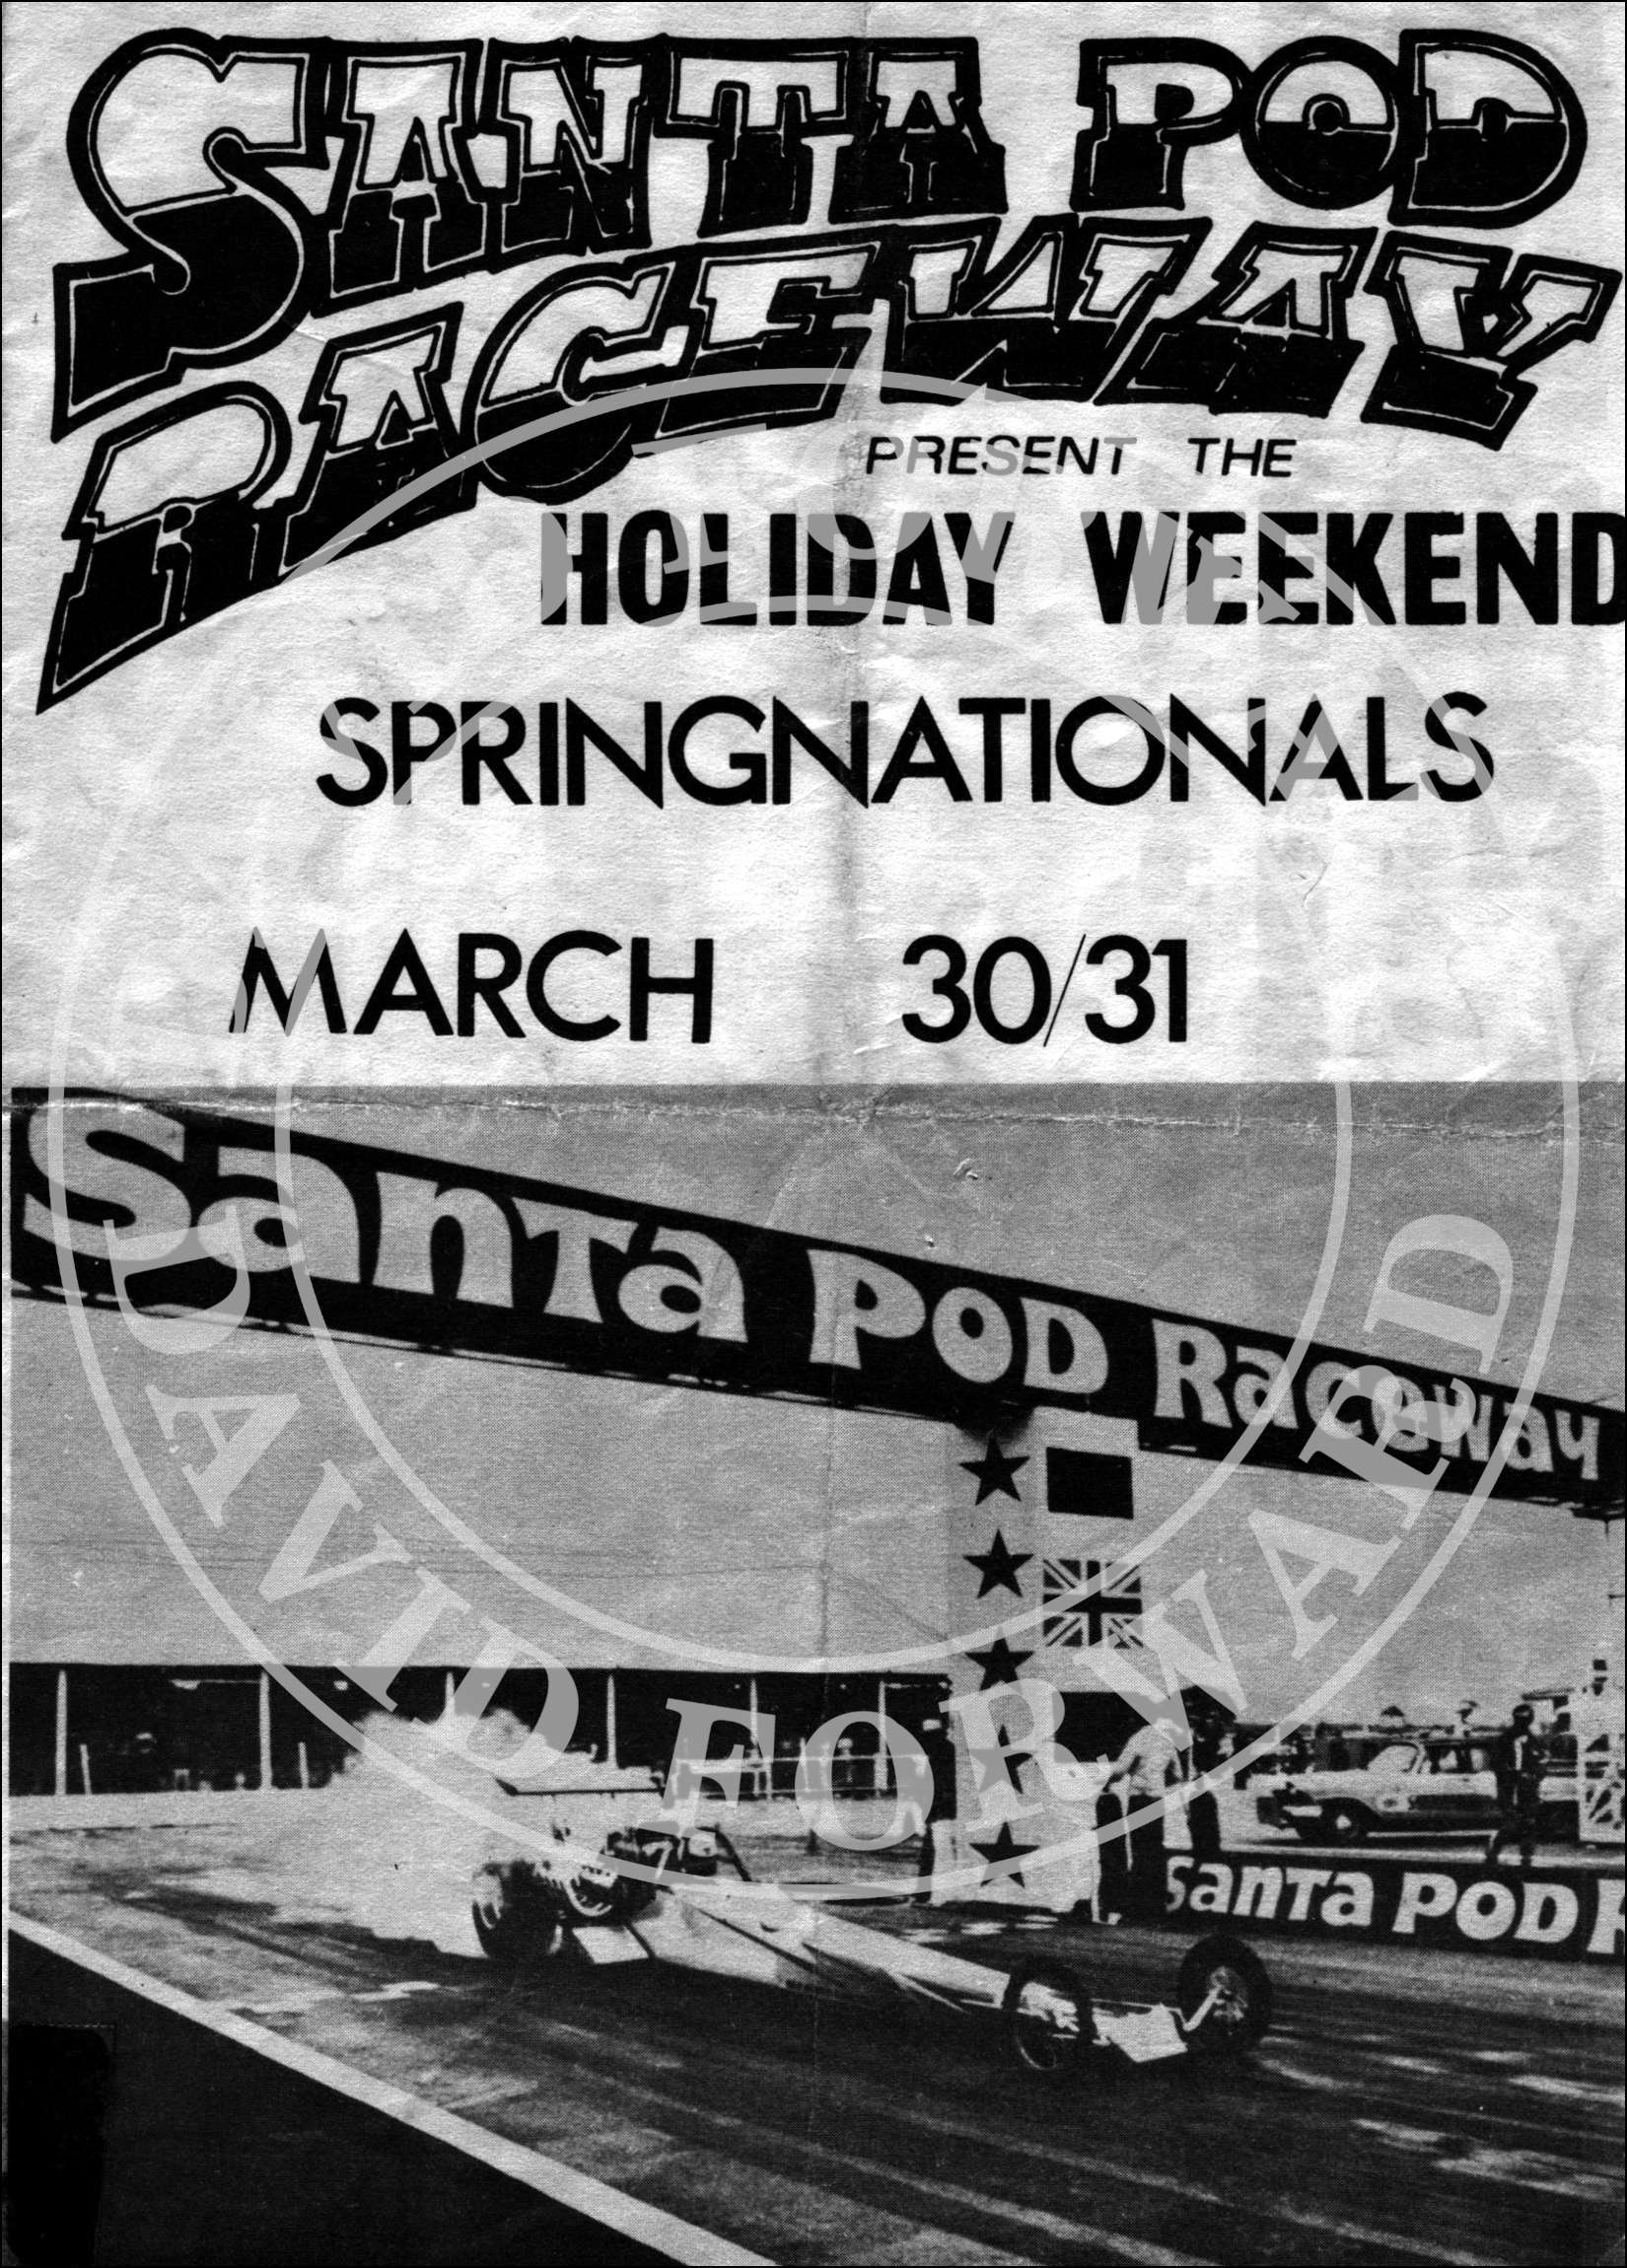 SANTA POD
RACEWAY
PRESENT THE
HOLIDAY WEEKEND
SPRINGNATIONALS
MARCH 30/31
Santa Pod Raceway
Santa Pod
DAVID FORWARD